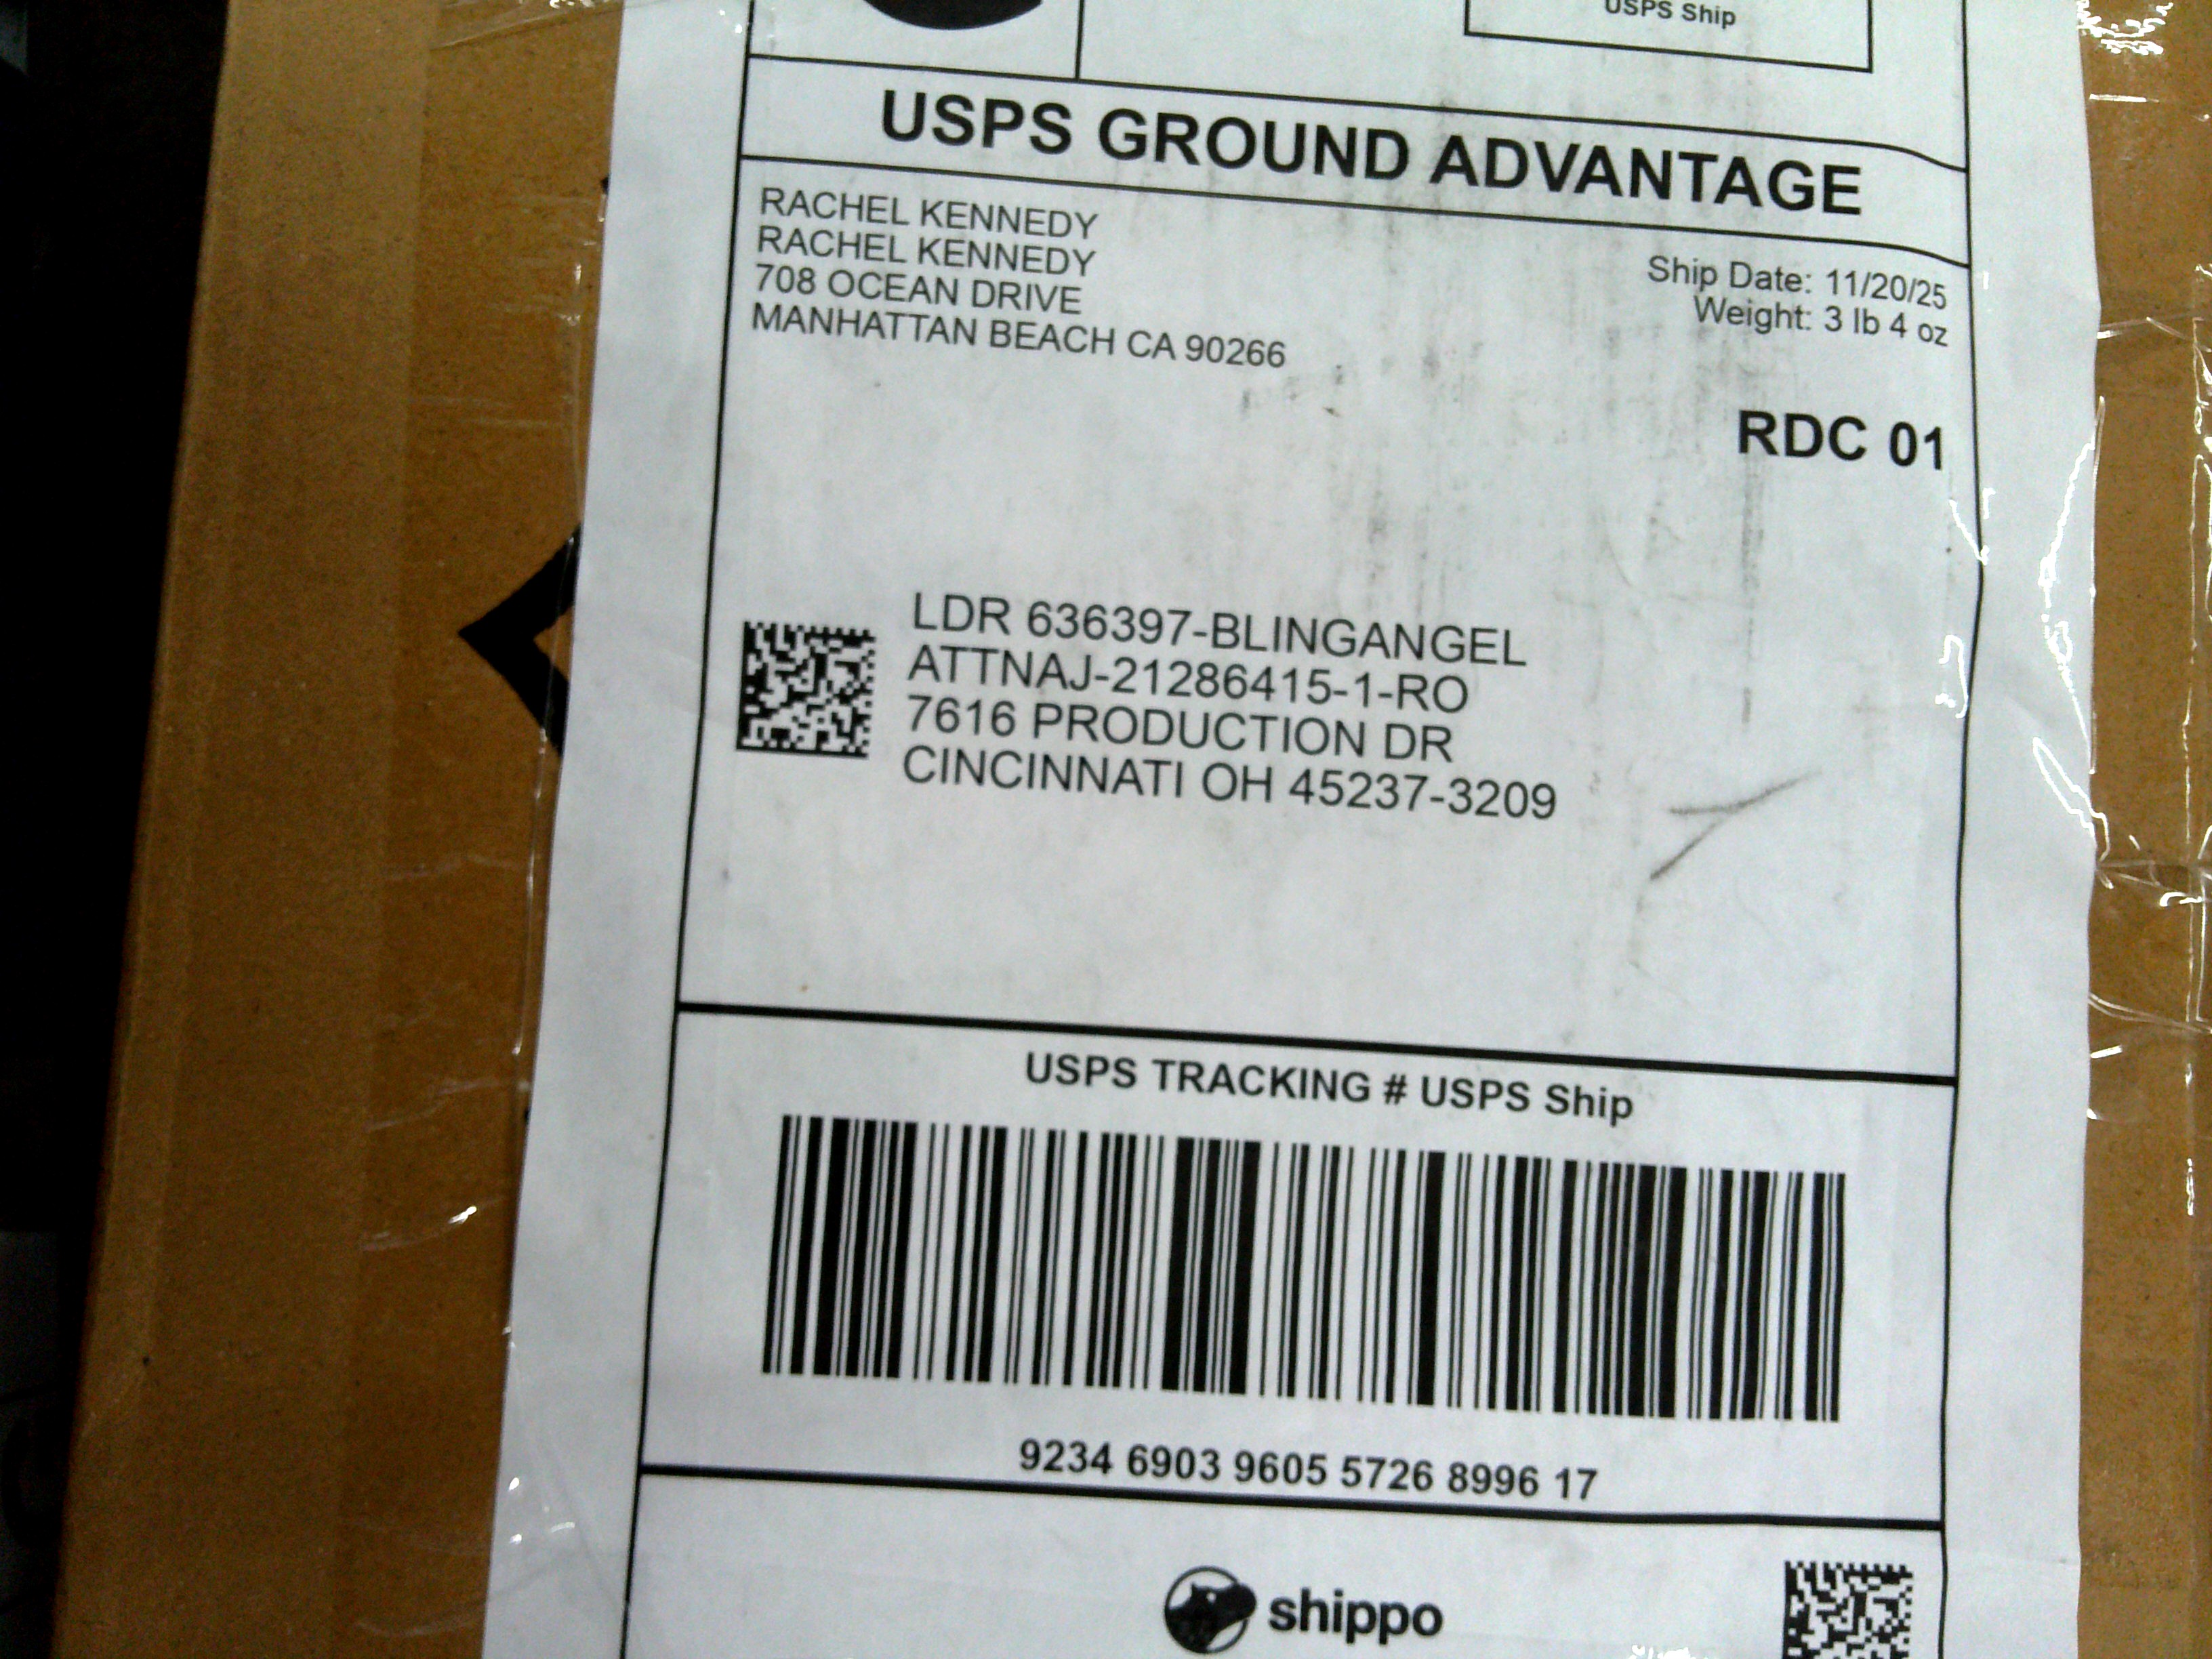 USPS Ship
USPS GROUND ADVANTAGE
RACHEL KENNEDY
RACHEL KENNEDY
708 OCEAN DRIVE
MANHATTAN BEACH CA 90266
Ship Date: 11/20/25
Weight: 3 lb 4 oz
RDC 01
LDR 636397-BLINGANGEL
ATTNAJ-21286415-1-RO
7616 PRODUCTION DR
CINCINNATI OH 45237-3209
USPS TRACKING # USPS Ship
9234 6903 9605 5726 8996 17
shippo